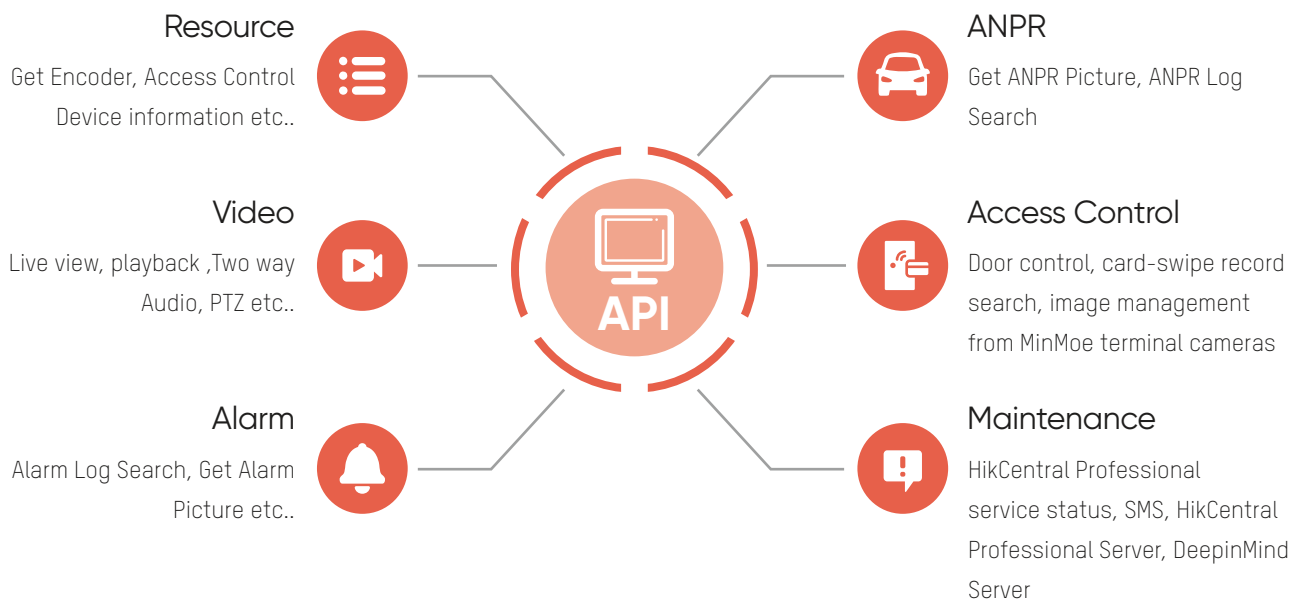 Resource
Get Encoder, Access Control
Device information etc..
Video
Live view, playback ,Two way
Audio, PTZ etc..
Alarm
Alarm Log Search, Get Alarm
Picture etc..
API
ANPR
Get ANPR Picture, ANPR Log
Search
Access Control
Door control, card-swipe record
search, image management
from MinMoe terminal cameras
Maintenance
HikCentral Professional
service status, SMS, HikCentral
Professional Server, DeepinMind
Server